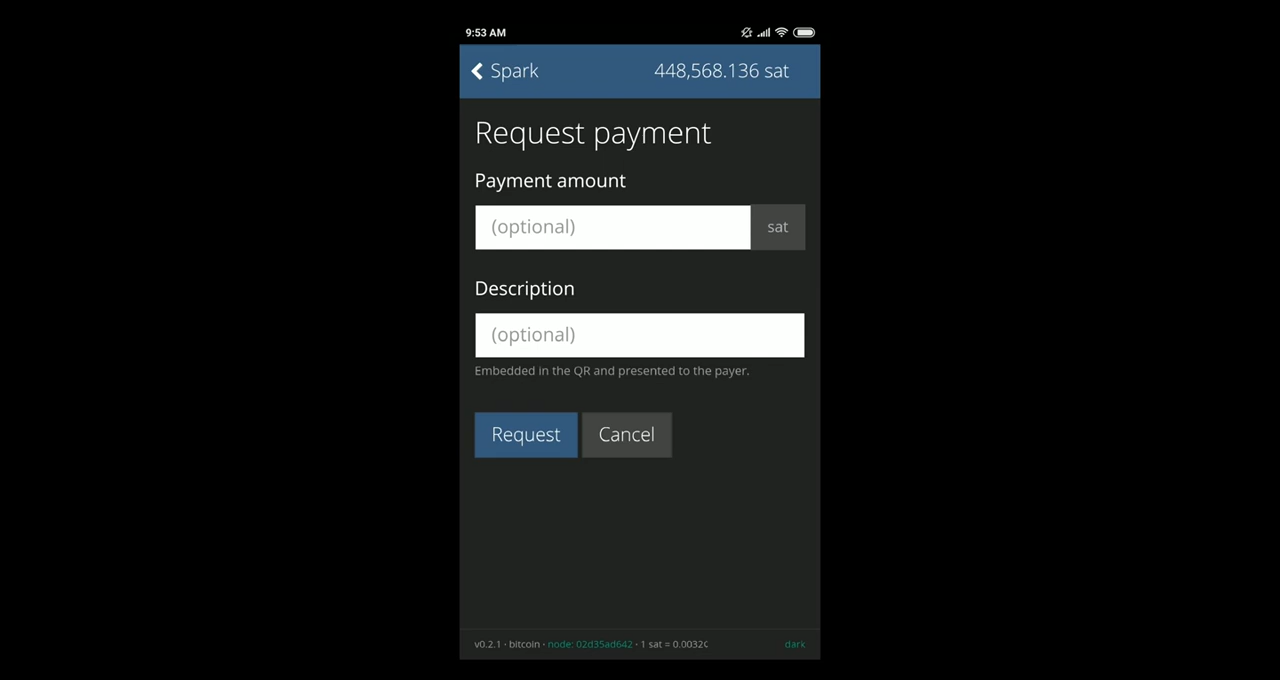 9:53 AM
Spark 448,568.136 sat
Request payment
Payment amount
(optional) sat
Description
(optional)
Embedded in the QR and presented to the payer.
Request Cancel
v0.2.1 · bitcoin · node: 02d35ad642 · 1 sat = 0.0032¢ dark